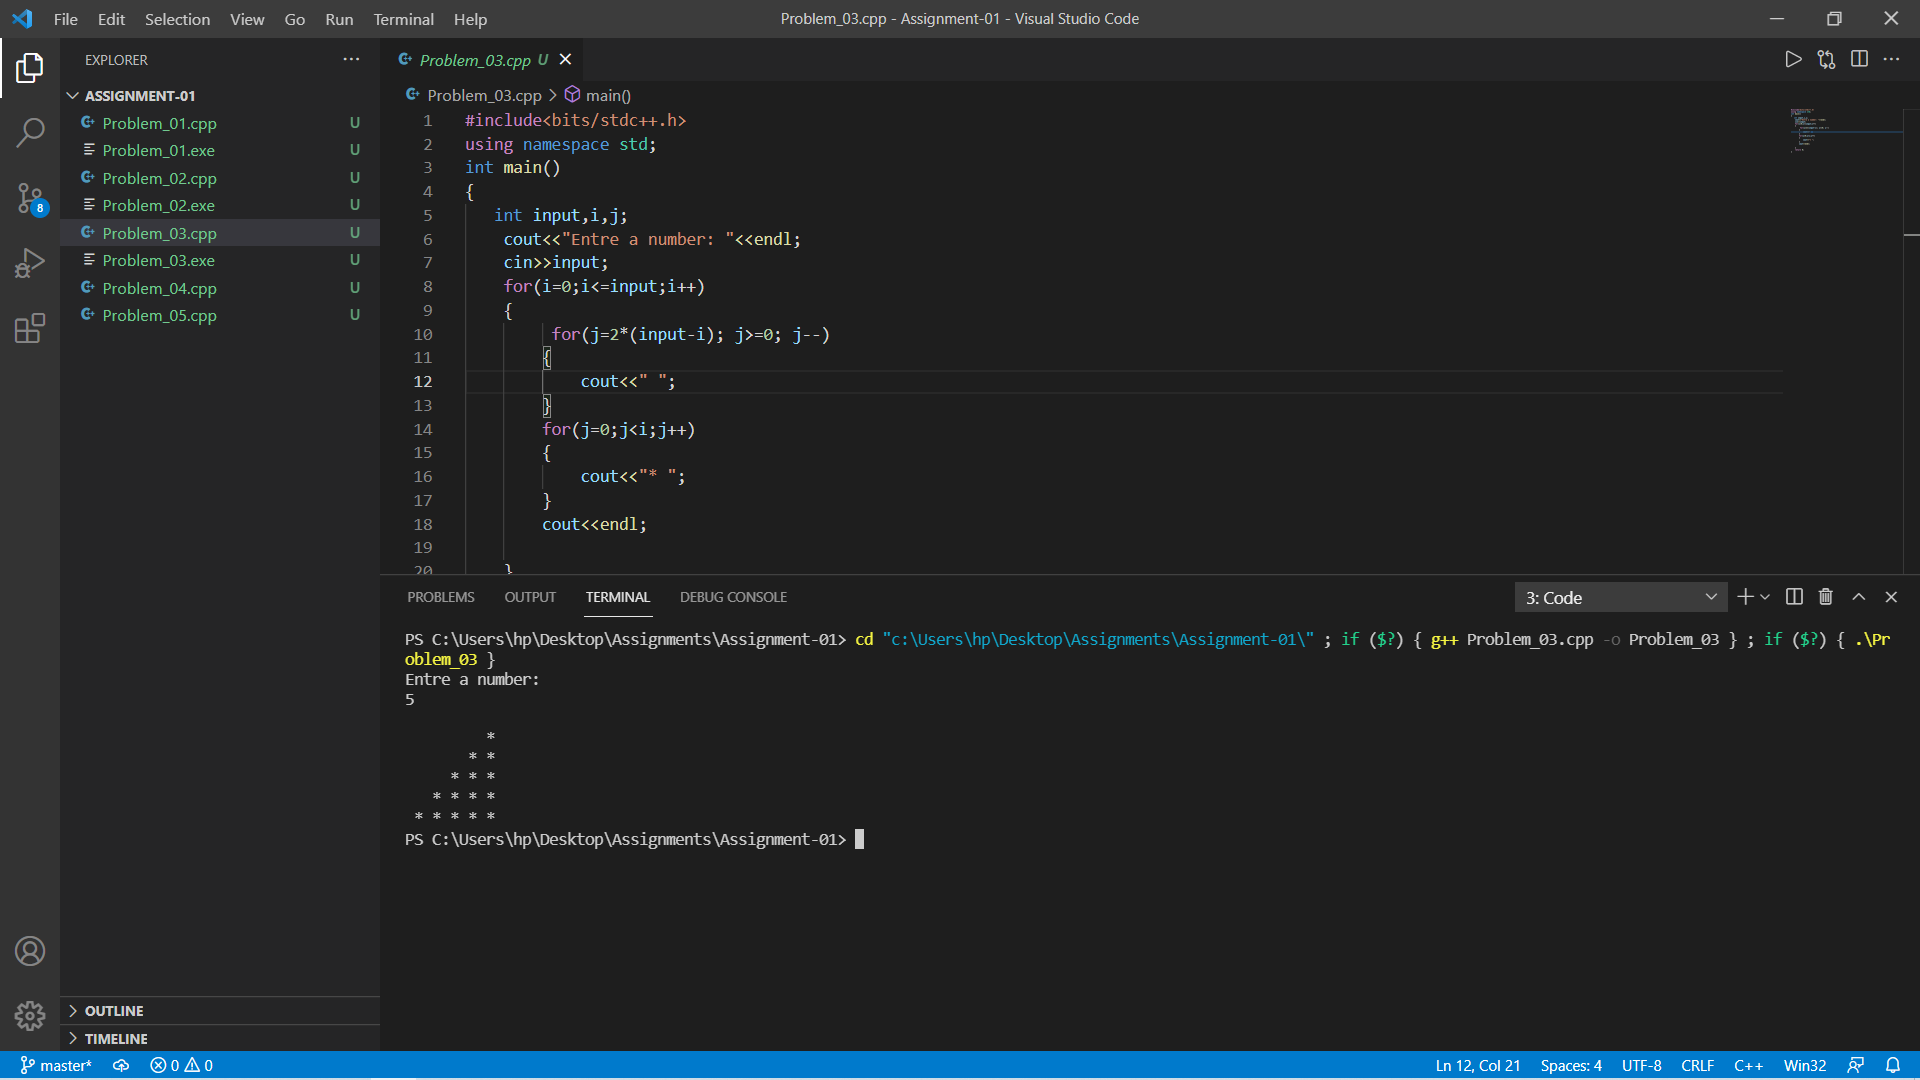 File Edit Selection View Go Run Terminal Help
Problem_03.cpp - Assignment-01 - Visual Studio Code
EXPLORER
ASSIGNMENT-01
Problem_01.cpp U
Problem_01.exe U
Problem_02.cpp U
Problem_02.exe U
Problem_03.cpp U
Problem_03.exe U
Problem_04.cpp U
Problem_05.cpp U
8
OUTLINE
TIMELINE
Problem_03.cpp U
Problem_03.cpp > main()
1 #include<bits/stdc++.h>
2 using namespace std;
3 int main()
4 {
5 int input,i,j;
6 cout<<"Entre a number: "<<endl;
7 cin>>input;
8 for(i=0;i<=input;i++)
9 {
10 for(j=2*(input-i); j>=0; j--)
11 {
12 cout<<" ";
13 }
14 for(j=0;j<i;j++)
15 {
16 cout<<"* ";
17 }
18 cout<<endl;
19
20 }
PROBLEMS OUTPUT TERMINAL DEBUG CONSOLE
3: Code
PS C:\Users\hp\Desktop\Assignments\Assignment-01> cd "c:\Users\hp\Desktop\Assignments\Assignment-01\" ; if ($?) { g++ Problem_03.cpp -o Problem_03 } ; if ($?) { .\Pr
oblem_03 }
Entre a number:
5
*
* *
* * *
* * * *
* * * * *
PS C:\Users\hp\Desktop\Assignments\Assignment-01>
master* 0 0
Ln 12, Col 21 Spaces: 4 UTF-8 CRLF C++ Win32